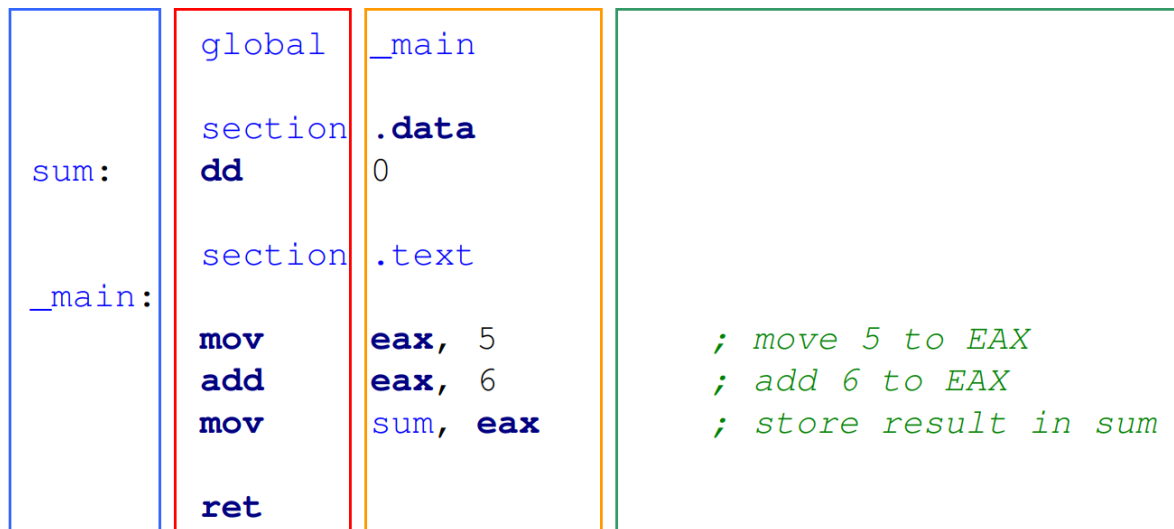 global _main
section .data
sum: dd 0
section .text
_main:
mov eax, 5 ; move 5 to EAX
add eax, 6 ; add 6 to EAX
mov sum, eax ; store result in sum
ret